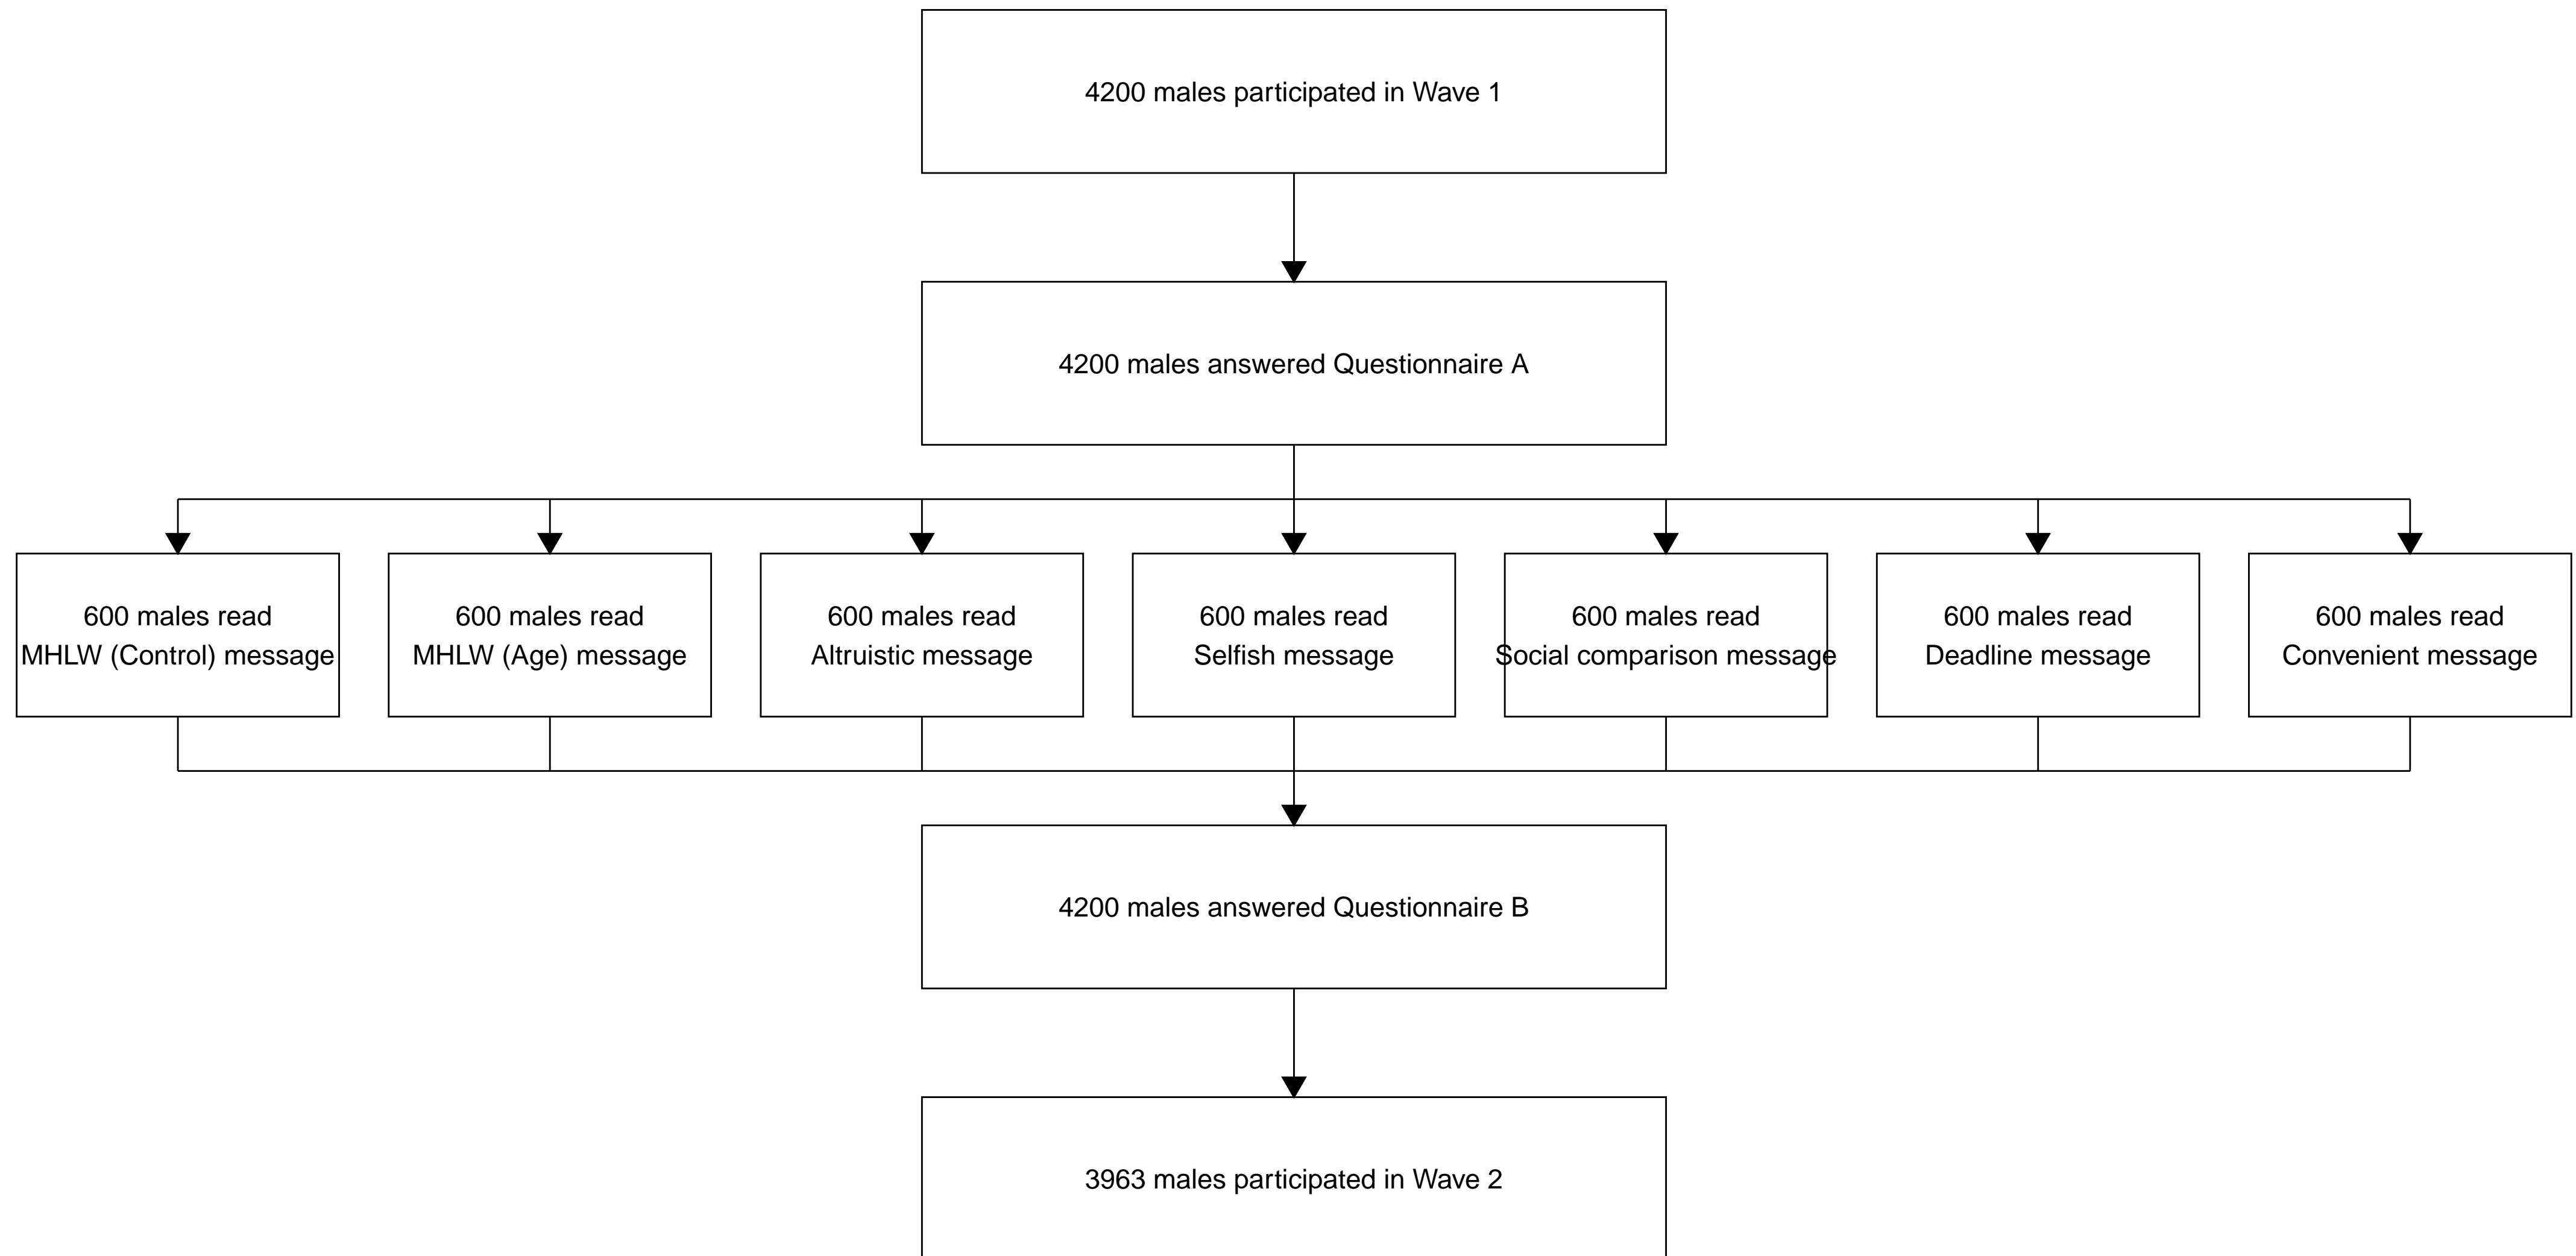 4200 males participated in Wave 1
4200 males answered Questionnaire A
600 males read
MHLW (Control) message
600 males read
MHLW (Age) message
600 males read
Altruistic message
600 males read
Selfish message
600 males read
Social comparison message
600 males read
Deadline message
600 males read
Convenient message
4200 males answered Questionnaire B
3963 males participated in Wave 2